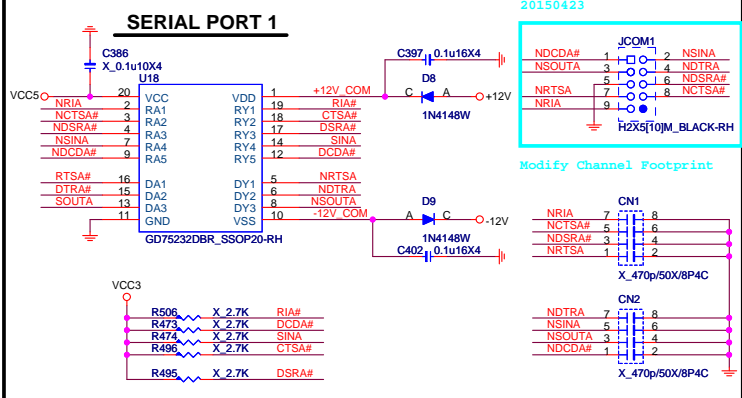 20150423
SERIAL PORT 1
C386
X_0.1u10X4
U18
VCC5
20 VCC VDD 1 +12V_COM
NRIA 2 RA1 RY1 19 RIA#
NCTSA# 3 RA2 RY2 18 CTSA#
NDSRA# 4 RA3 RY3 17 DSRA#
NSINA 7 RA4 RY4 14 SINA
NDCDA# 9 RA5 RY5 12 DCDA#
RTSA# 16 DA1 DY1 5 NRTSA
DTRA# 15 DA2 DY2 6 NDTRA
SOUTA 13 DA3 DY3 8 NSOUTA
11 GND VSS 10 -12V_COM
GD75232DBR_SSOP20-RH
C397 0.1u16X4
D8
C A +12V
1N4148W
D9
A C -12V
1N4148W
C402 0.1u16X4
JCOM1
NDCDA# 1 2 NSINA
NSOUTA 3 4 NDTRA
5 6 NDSRA#
NRTSA 7 8 NCTSA#
NRIA 9
H2X5[10]M_BLACK-RH
Modify Channel Footprint
CN1
NRIA 7 8
NCTSA# 5 6
NDSRA# 3 4
NRTSA 1 2
X_470p/50X/8P4C
CN2
NDTRA 7 8
NSINA 5 6
NSOUTA 3 4
NDCDA# 1 2
X_470p/50X/8P4C
VCC3
R506 X_2.7K RIA#
R473 X_2.7K DCDA#
R474 X_2.7K SINA
R496 X_2.7K CTSA#
R495 X_2.7K DSRA#